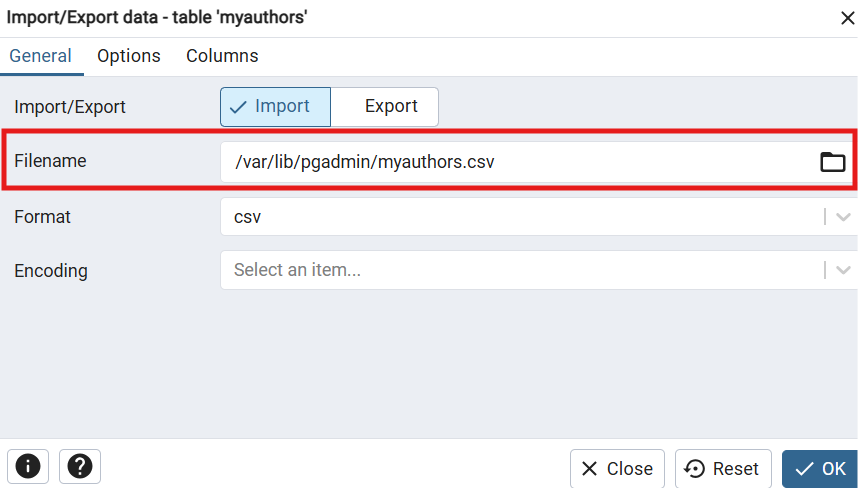 Import/Export data - table 'myauthors'
General Options Columns
Import/Export Import Export
Filename /var/lib/pgadmin/myauthors.csv
Format csv
Encoding Select an item...
Close Reset OK